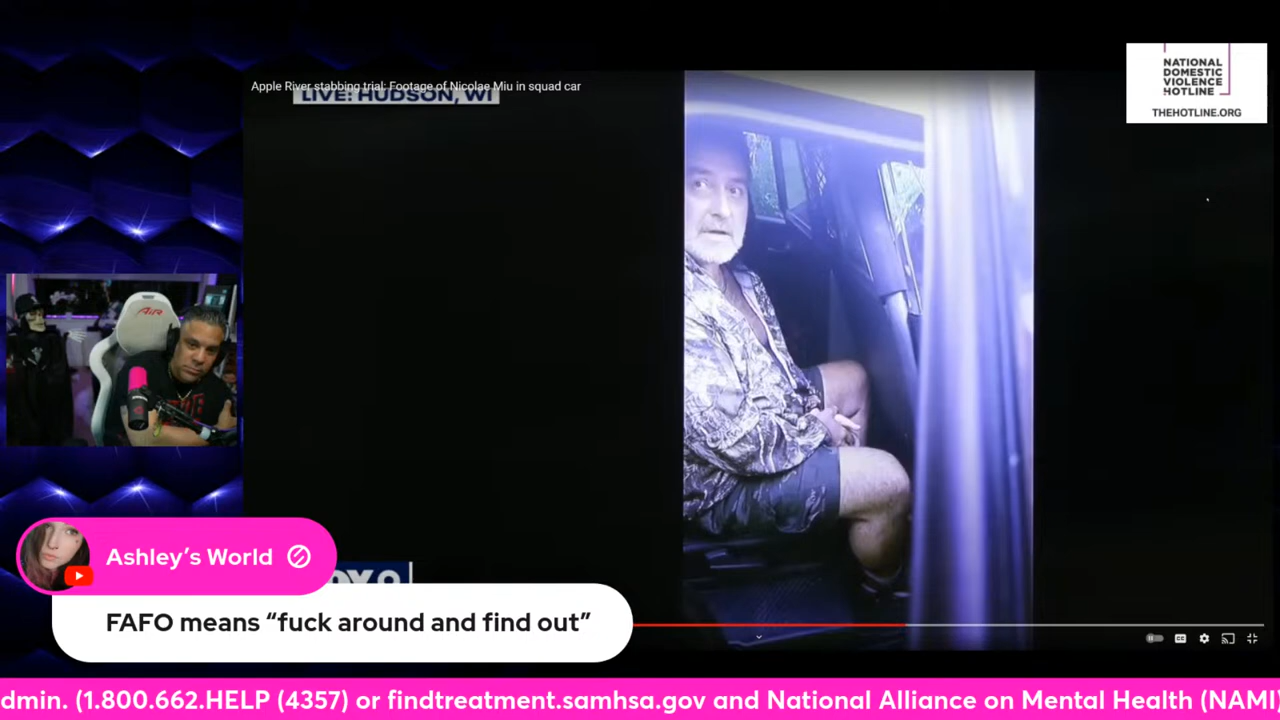 Apple River stabbing trial: Footage of Nicolae Miu in squad car
LIVE: HUDSON, WI
NATIONAL
DOMESTIC
VIOLENCE
HOTLINE
THEHOTLINE.ORG
AIR
Ashley's World
FAFO means “fuck around and find out”
CC
dmin. (1.800.662.HELP (4357) or findtreatment.samhsa.gov and National Alliance on Mental Health (NAMI)